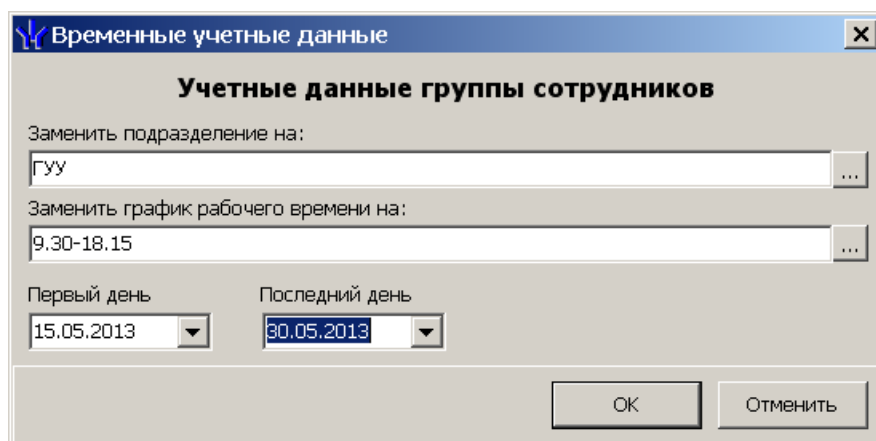 Временные учетные данные
Учетные данные группы сотрудников
Заменить подразделение на:
ГУУ
...
Заменить график рабочего времени на:
9.30-18.15
...
Первый день Последний день
15.05.2013 30.05.2013
OK Отменить